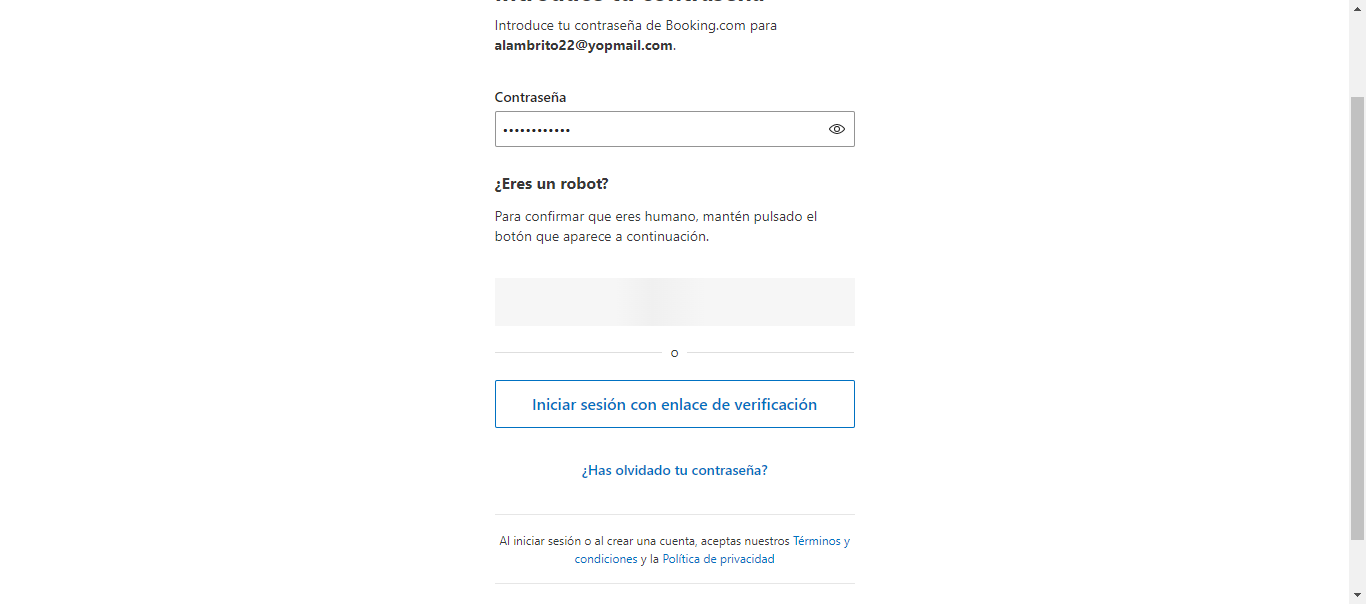 Introduce tu contraseña de Booking.com para
alambrito22@yopmail.com.
Contraseña
••••••••••••
¿Eres un robot?
Para confirmar que eres humano, mantén pulsado el
botón que aparece a continuación.
o
Iniciar sesión con enlace de verificación
¿Has olvidado tu contraseña?
Al iniciar sesión o al crear una cuenta, aceptas nuestros Términos y
condiciones y la Política de privacidad